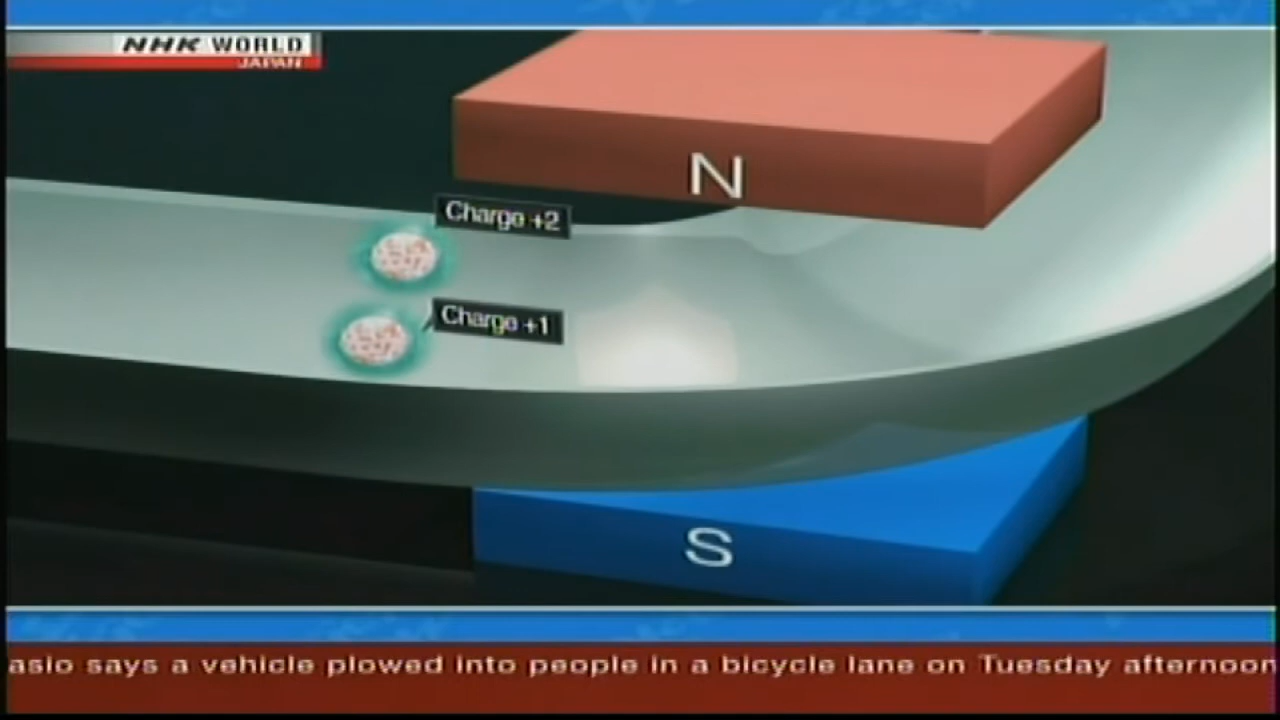 NHK WORLD
JAPAN
N
Charge +2
Charge +1
S
asio says a vehicle plowed into people in a bicycle lane on Tuesday afternoon